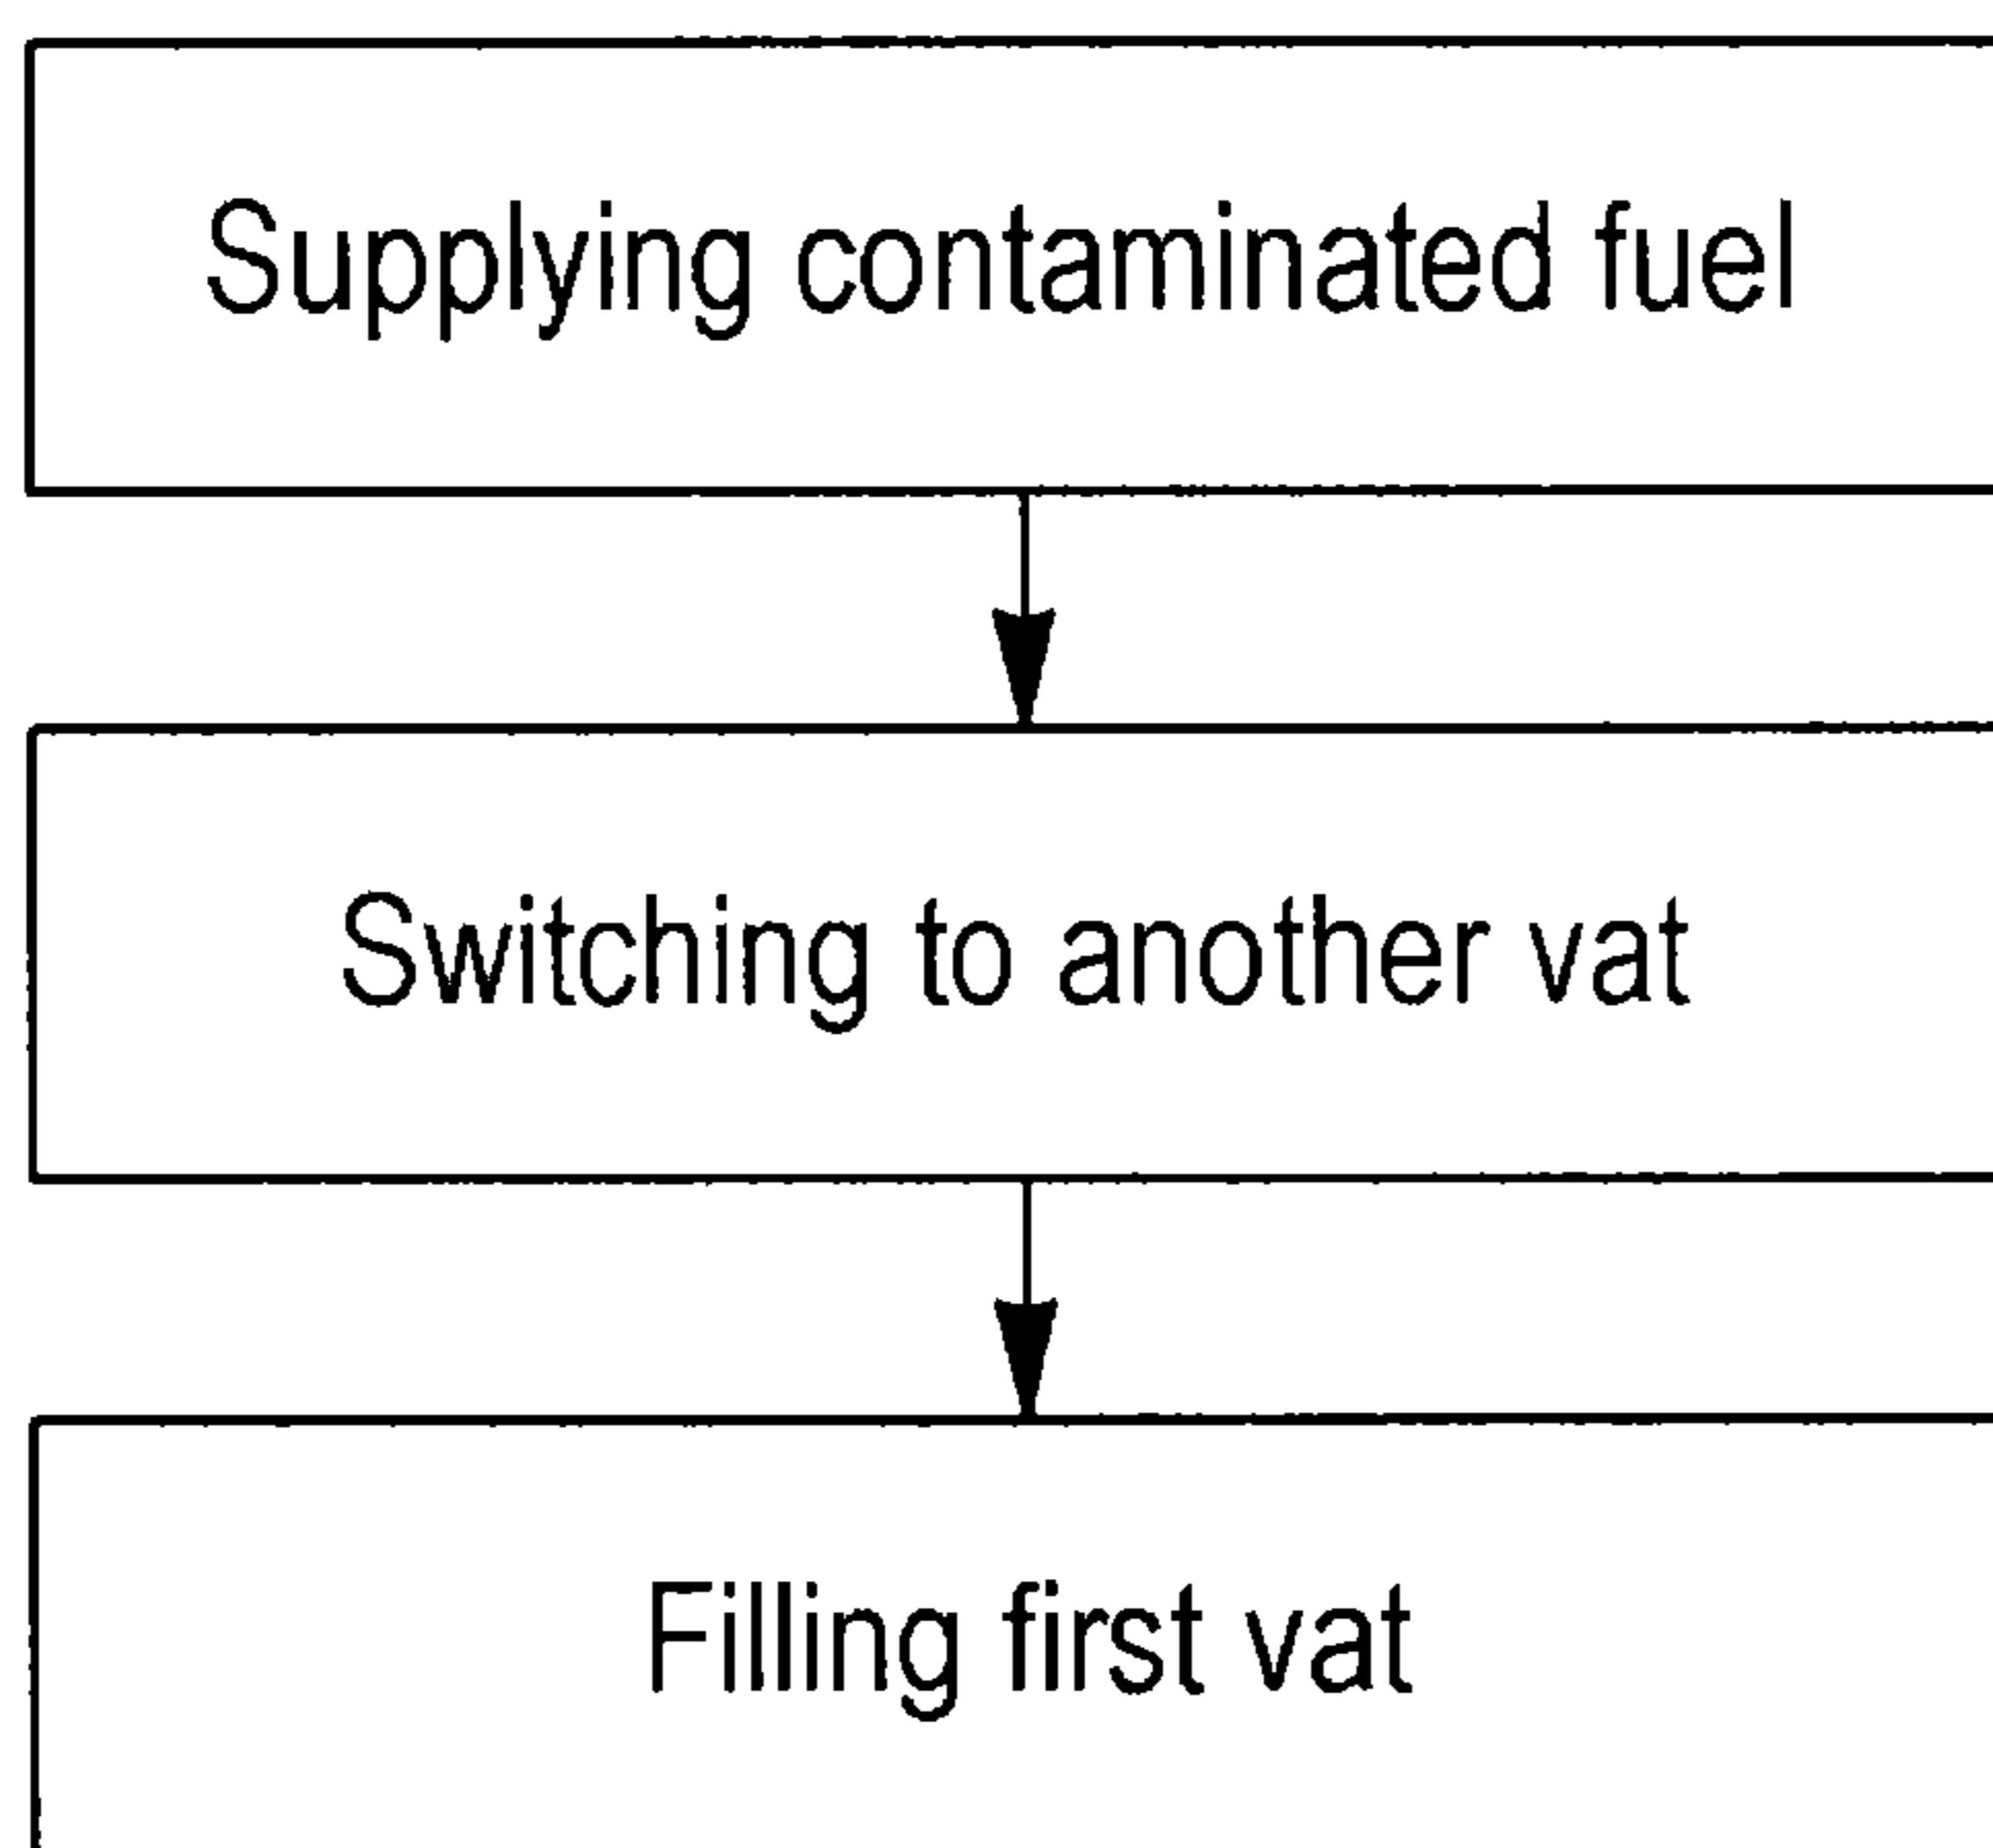 Supplying contaminated fuel
Switching to another vat
Filling first vat